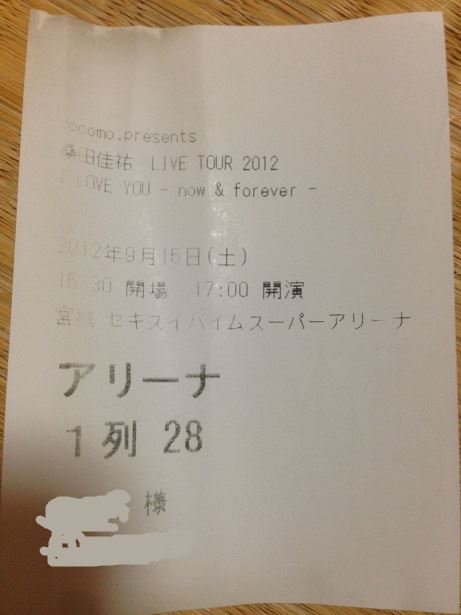 docomo.presents
桑田佳祐 LIVE TOUR 2012
I LOVE YOU - now & forever -
2012年9月15日(土)
15:30 開場 17:00 開演
宮城 セキスイハイムスーパーアリーナ
アリーナ
1列 28
様